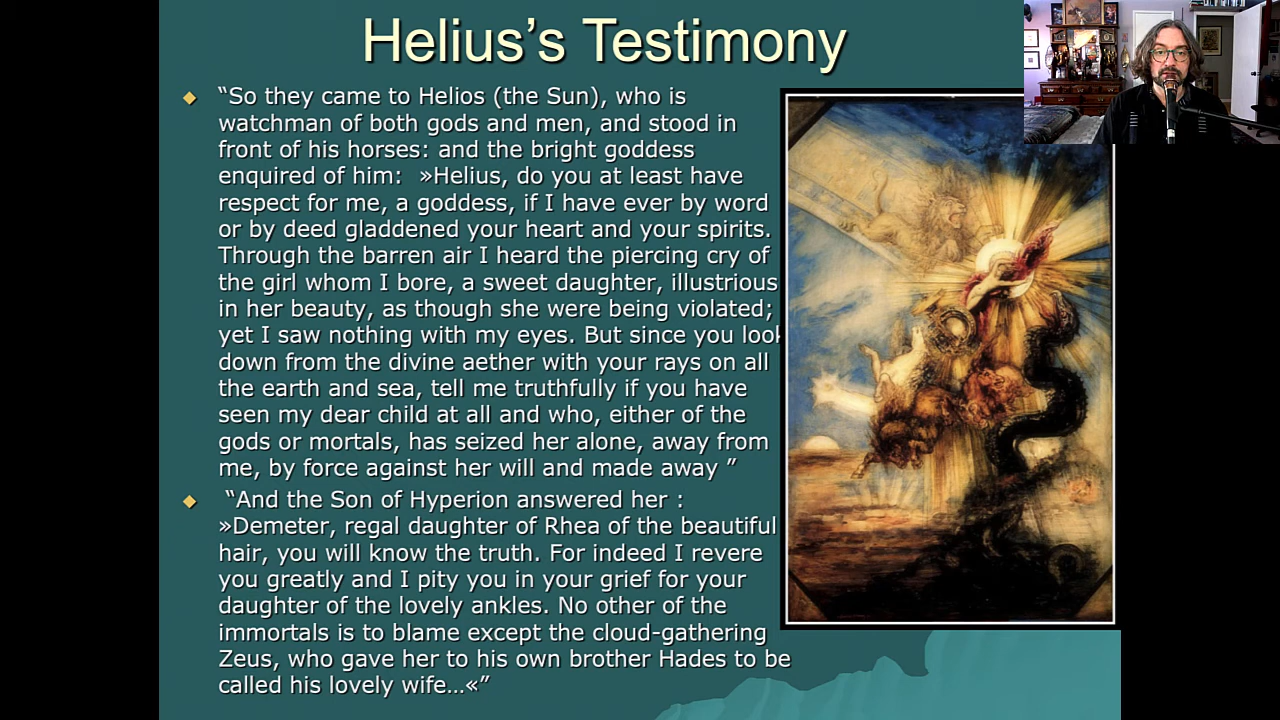 Helius’s Testimony
“So they came to Helios (the Sun), who is
watchman of both gods and men, and stood in
front of his horses: and the bright goddess
enquired of him:  »Helius, do you at least have
respect for me, a goddess, if I have ever by word
or by deed gladdened your heart and your spirits.
Through the barren air I heard the piercing cry of
the girl whom I bore, a sweet daughter, illustrious
in her beauty, as though she were being violated;
yet I saw nothing with my eyes. But since you look
down from the divine aether with your rays on all
the earth and sea, tell me truthfully if you have
seen my dear child at all and who, either of the
gods or mortals, has seized her alone, away from
me, by force against her will and made away ”
“And the Son of Hyperion answered her :
»Demeter, regal daughter of Rhea of the beautiful
hair, you will know the truth. For indeed I revere
you greatly and I pity you in your grief for your
daughter of the lovely ankles. No other of the
immortals is to blame except the cloud-gathering
Zeus, who gave her to his own brother Hades to be
called his lovely wife…«”